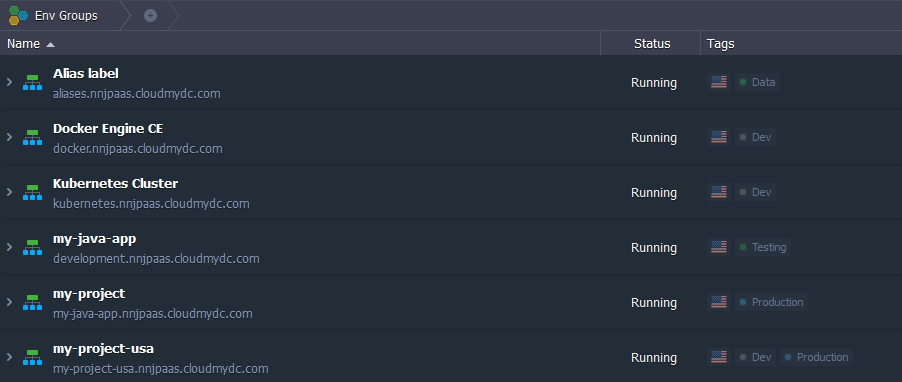 Env Groups
Name Status Tags
Alias label
aliases.nnjpaas.cloudmydc.com
Running Data
Docker Engine CE
docker.nnjpaas.cloudmydc.com
Running Dev
Kubernetes Cluster
kubernetes.nnjpaas.cloudmydc.com
Running Dev
my-java-app
development.nnjpaas.cloudmydc.com
Running Testing
my-project
my-java-app.nnjpaas.cloudmydc.com
Running Production
my-project-usa
my-project-usa.nnjpaas.cloudmydc.com
Running Dev Production